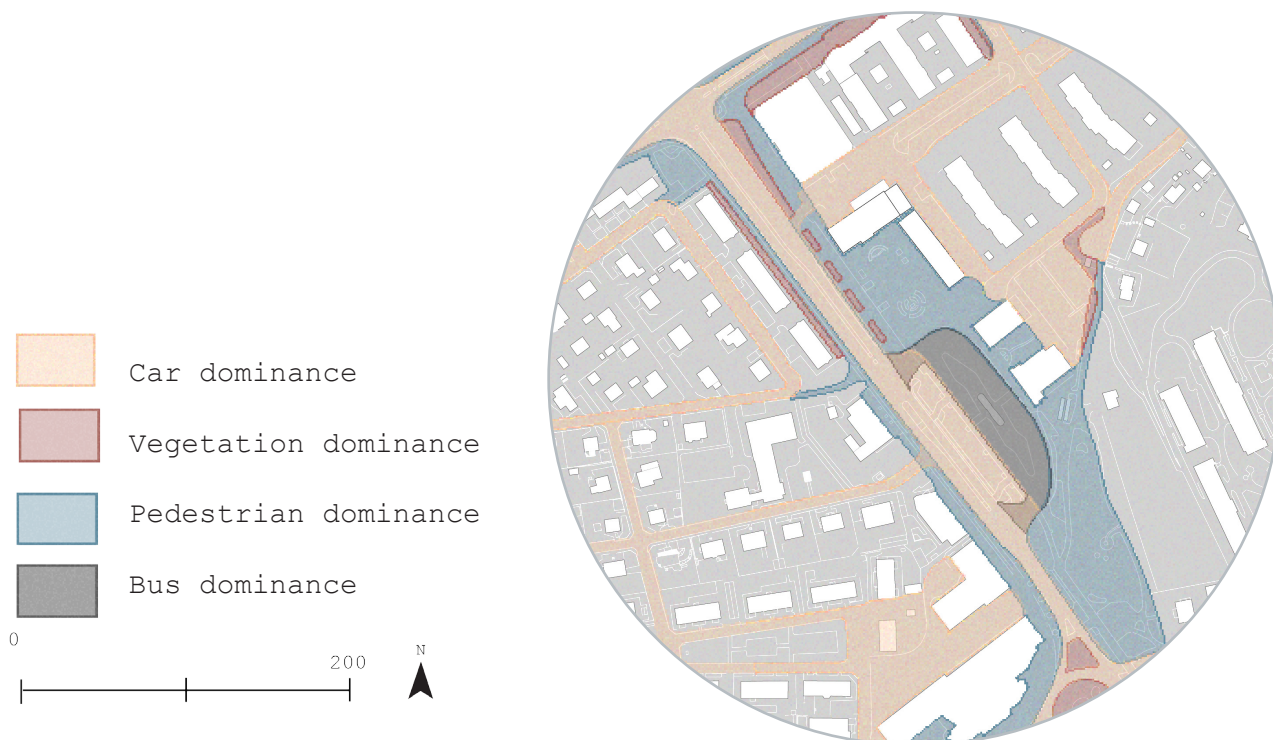 Car dominance
Vegetation dominance
Pedestrian dominance
Bus dominance
0
200
N